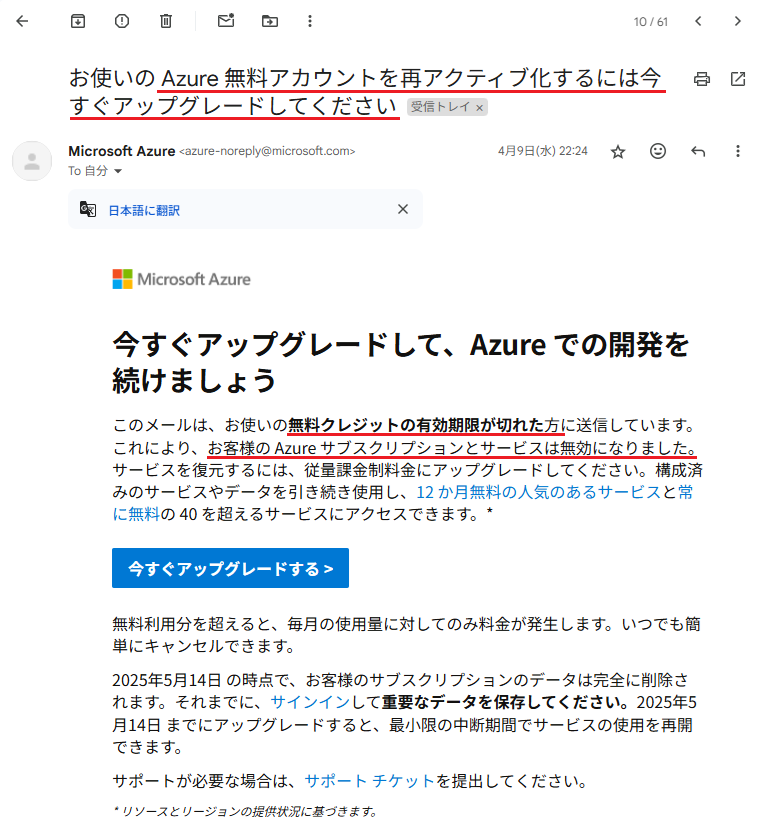 10 / 61
お使いの Azure 無料アカウントを再アクティブ化するには今
すぐアップグレードしてください 受信トレイ ×
Microsoft Azure <azure-noreply@microsoft.com> 4月9日(水) 22:24
To 自分
日本語に翻訳
Microsoft Azure
今すぐアップグレードして、Azure での開発を
続けましょう
このメールは、お使いの無料クレジットの有効期限が切れた方に送信しています。
これにより、お客様の Azure サブスクリプションとサービスは無効になりました。
サービスを復元するには、従量課金制料金にアップグレードしてください。構成済
みのサービスやデータを引き続き使用し、12 か月無料の人気のあるサービスと常
に無料の 40 を超えるサービスにアクセスできます。*
今すぐアップグレードする >
無料利用分を超えると、毎月の使用量に対してのみ料金が発生します。いつでも簡
単にキャンセルできます。
2025年5月14日 の時点で、お客様のサブスクリプションのデータは完全に削除さ
れます。それまでに、サインインして重要なデータを保存してください。2025年5
月14日 までにアップグレードすると、最小限の中断期間でサービスの使用を再開
できます。
サポートが必要な場合は、サポート チケットを提出してください。
* リソースとリージョンの提供状況に基づきます。